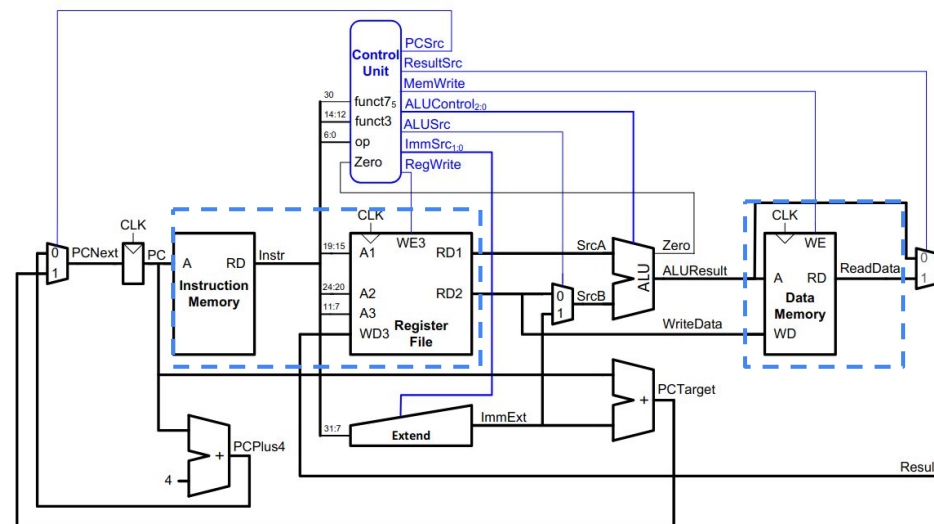 PCSrc
Control
Unit
ResultSrc
MemWrite
30
funct7₅
ALUControl₂:₀
14:12
funct3
ALUSrc
6:0
op
ImmSrc₁:₀
Zero
RegWrite
CLK
CLK
CLK
0
1
PCNext
PC
A
RD
Instr
Instruction
Memory
19:15
A1
WE3
RD1
24:20
A2
RD2
11:7
A3
WD3
Register
File
SrcA
0
1
SrcB
ALU
Zero
ALUResult
WriteData
WE
A
RD
Data
Memory
WD
ReadData
0
1
31:7
Extend
ImmExt
+
PCTarget
+
PCPlus4
4
Resul